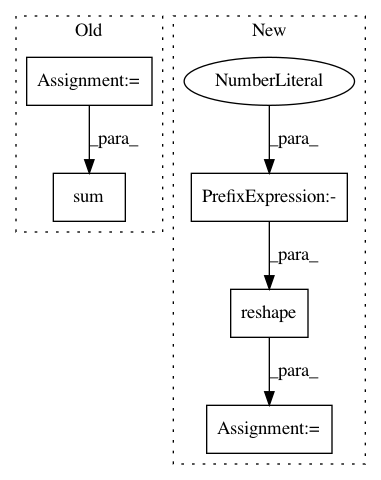 Old
New
Assignment:=
NumberLiteral
_para_
_para_
sum
PrefixExpression:-
_para_
reshape
_para_
Assignment:=